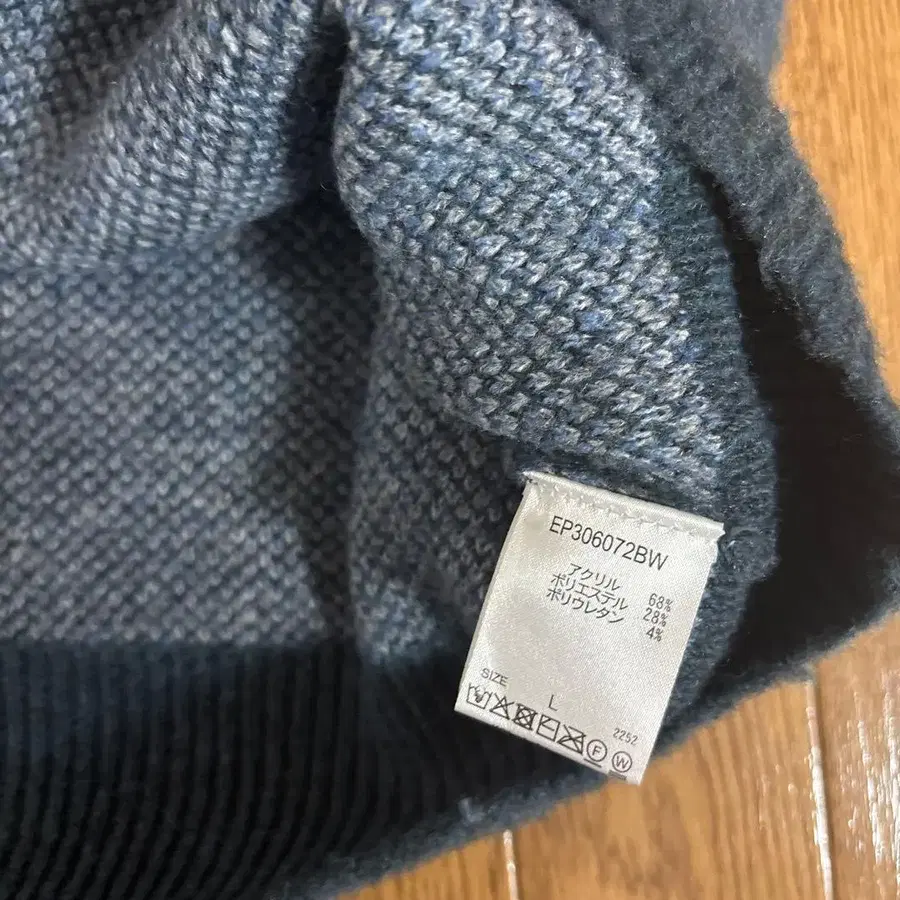 EP306072BW
アクリル 68%
ポリエステル 28%
ポリウレタン 4%
SIZE
L
2252
F W